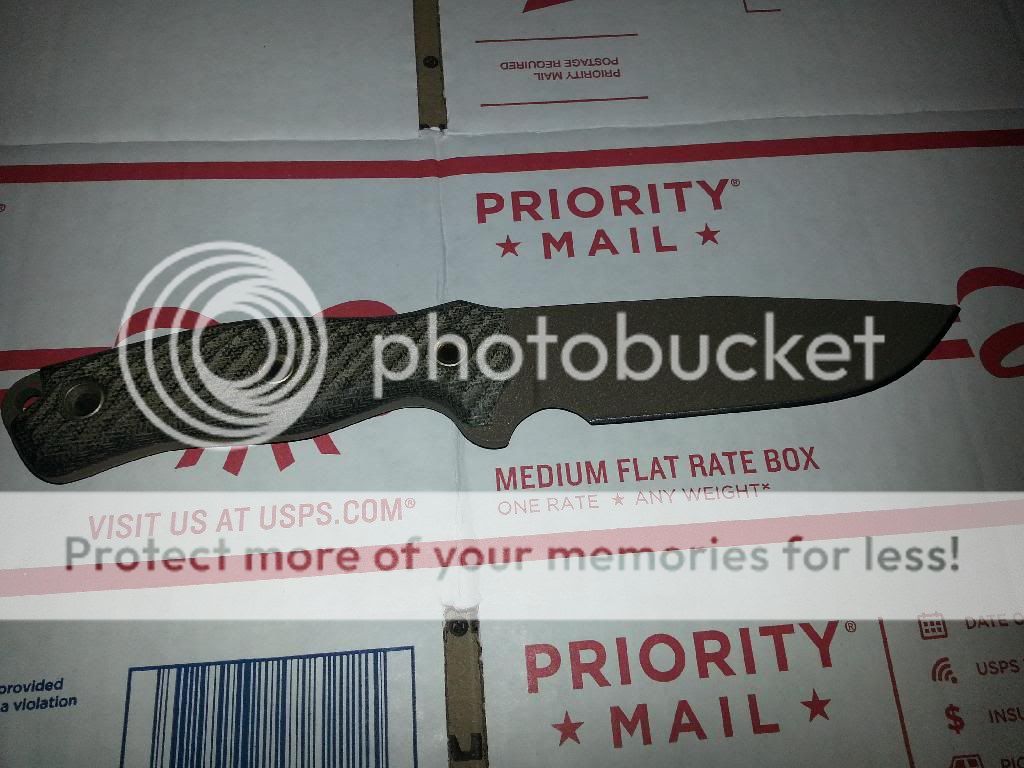 PRIORITY MAIL
POSTAGE REQUIRED
®
PRIORITY®
★ MAIL ★
photobucket
MEDIUM FLAT RATE BOX
ONE RATE ★ ANY WEIGHT*
VISIT US AT USPS.COM®
Protect more of your memories for less!
PRIORITY®
★ MAIL ★
DATE O
USPS
$ INSU
PIC
provided
a violation